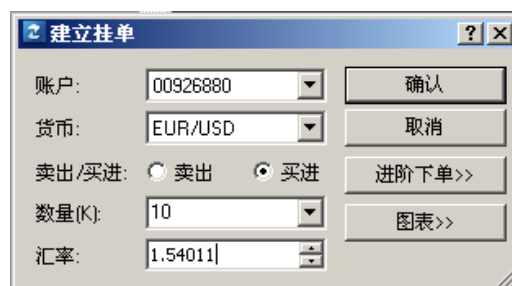 建立挂单
账户: 00926880 确认
货币: EUR/USD 取消
卖出/买进: 卖出 买进 进阶下单>>
数量(K): 10 图表>>
汇率: 1.54011